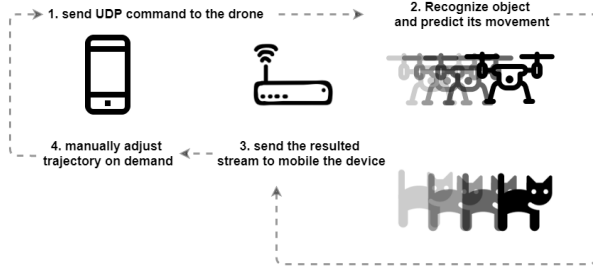 1. send UDP command to the drone
2. Recognize object
and predict its movement
3. send the resulted
stream to mobile the device
4. manually adjust
trajectory on demand